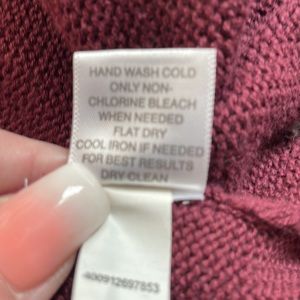 HAND WASH COLD
ONLY NON-
CHLORINE BLEACH
WHEN NEEDED
FLAT DRY
COOL IRON IF NEEDED
FOR BEST RESULTS
DRY CLEAN
400912697853